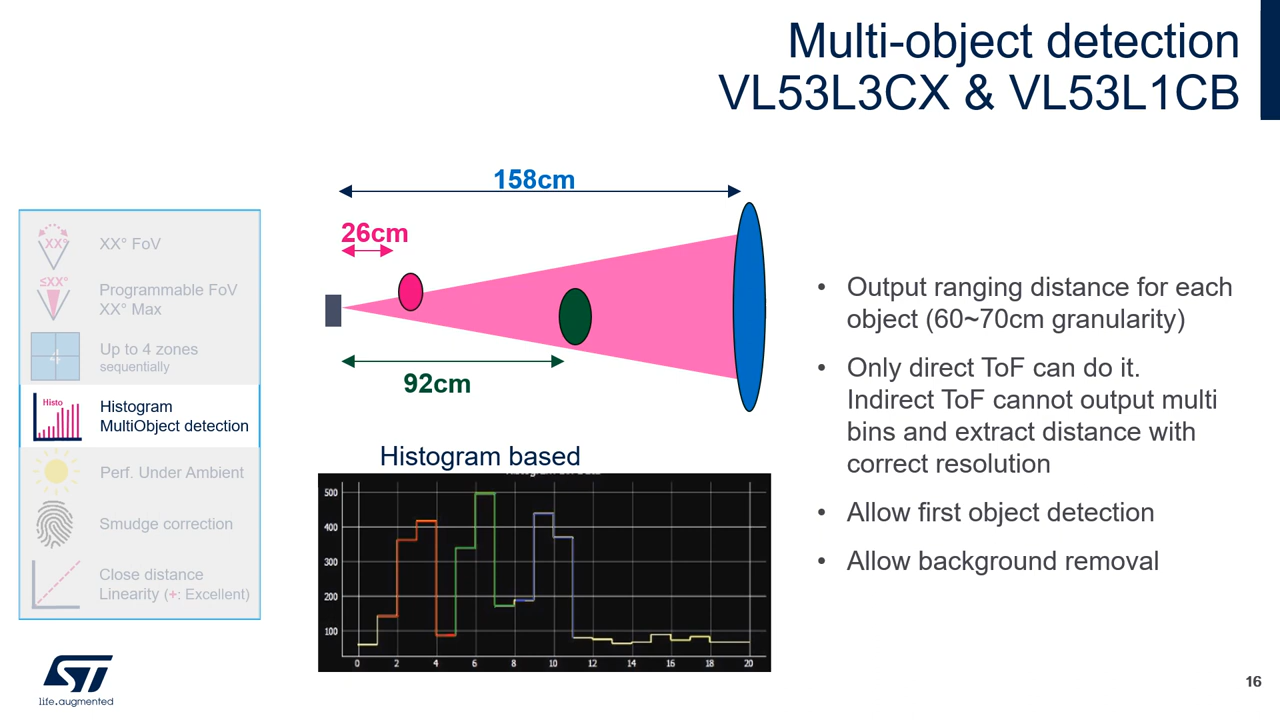 Multi-object detection
VL53L3CX & VL53L1CB
158cm
26cm
92cm
XX°
XX° FoV
≤XX°
Programmable FoV
XX° Max
4
Up to 4 zones
sequentially
Histo
Histogram
MultiObject detection
Perf. Under Ambient
Smudge correction
Close distance
Linearity (+: Excellent)
Histogram based
500
400
300
200
100
0 2 4 6 8 10 12 14 16 18 20
• Output ranging distance for each
object (60~70cm granularity)
• Only direct ToF can do it.
Indirect ToF cannot output multi
bins and extract distance with
correct resolution
• Allow first object detection
• Allow background removal
ST
life.augmented
16